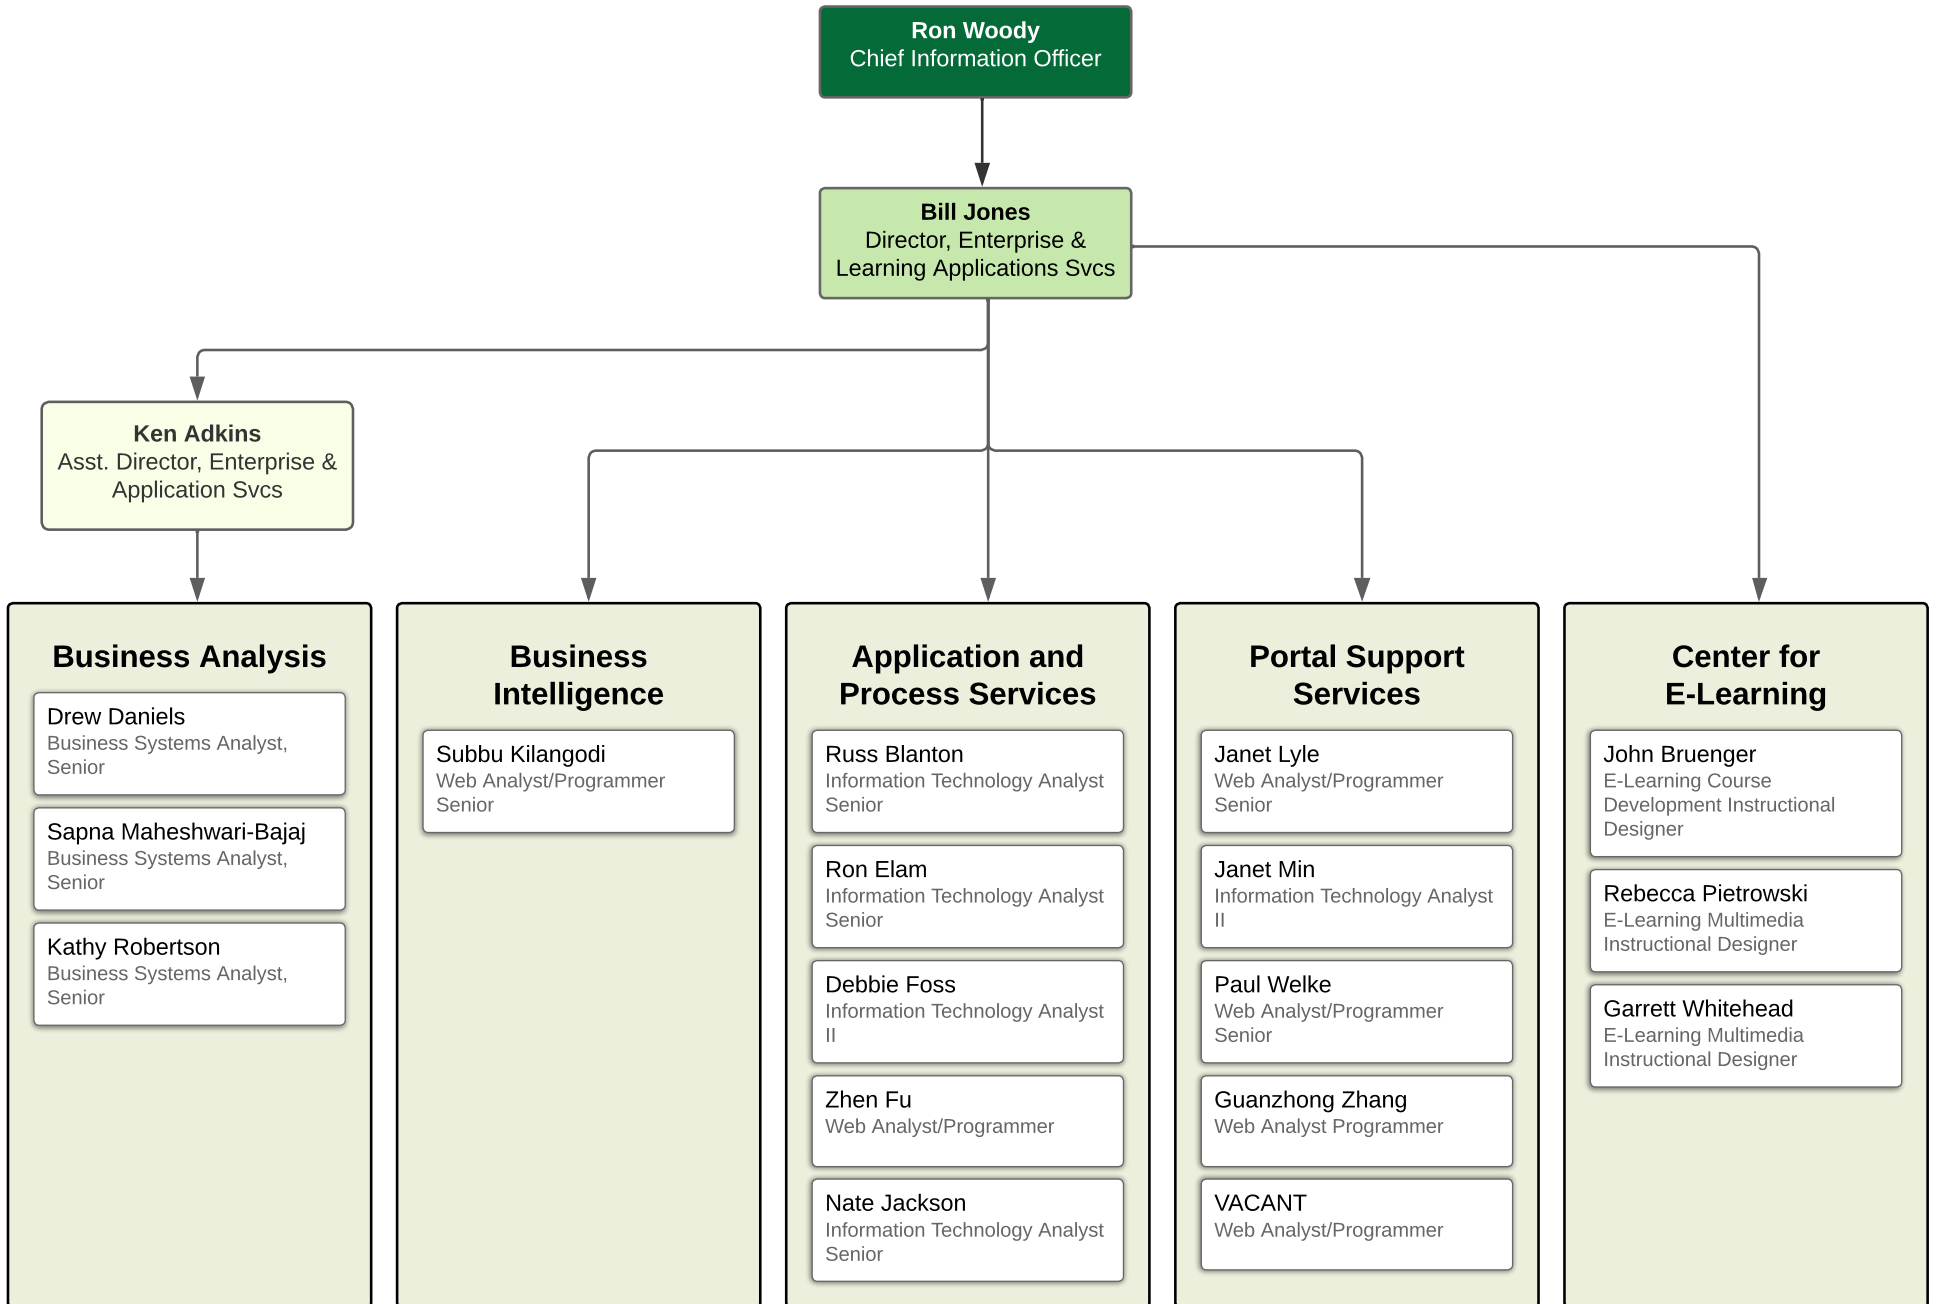 Ron Woody
Chief Information Officer
Bill Jones
Director, Enterprise &
Learning Applications Svcs
Ken Adkins
Asst. Director, Enterprise &
Application Svcs
Business Analysis
Drew Daniels
Business Systems Analyst,
Senior
Sapna Maheshwari-Bajaj
Business Systems Analyst,
Senior
Kathy Robertson
Business Systems Analyst,
Senior
Business
Intelligence
Subbu Kilangodi
Web Analyst/Programmer
Senior
Application and
Process Services
Russ Blanton
Information Technology Analyst
Senior
Ron Elam
Information Technology Analyst
Senior
Debbie Foss
Information Technology Analyst
II
Zhen Fu
Web Analyst/Programmer
Nate Jackson
Information Technology Analyst
Senior
Portal Support
Services
Janet Lyle
Web Analyst/Programmer
Senior
Janet Min
Information Technology Analyst
II
Paul Welke
Web Analyst/Programmer
Senior
Guanzhong Zhang
Web Analyst Programmer
VACANT
Web Analyst/Programmer
Center for
E-Learning
John Bruenger
E-Learning Course
Development Instructional
Designer
Rebecca Pietrowski
E-Learning Multimedia
Instructional Designer
Garrett Whitehead
E-Learning Multimedia
Instructional Designer